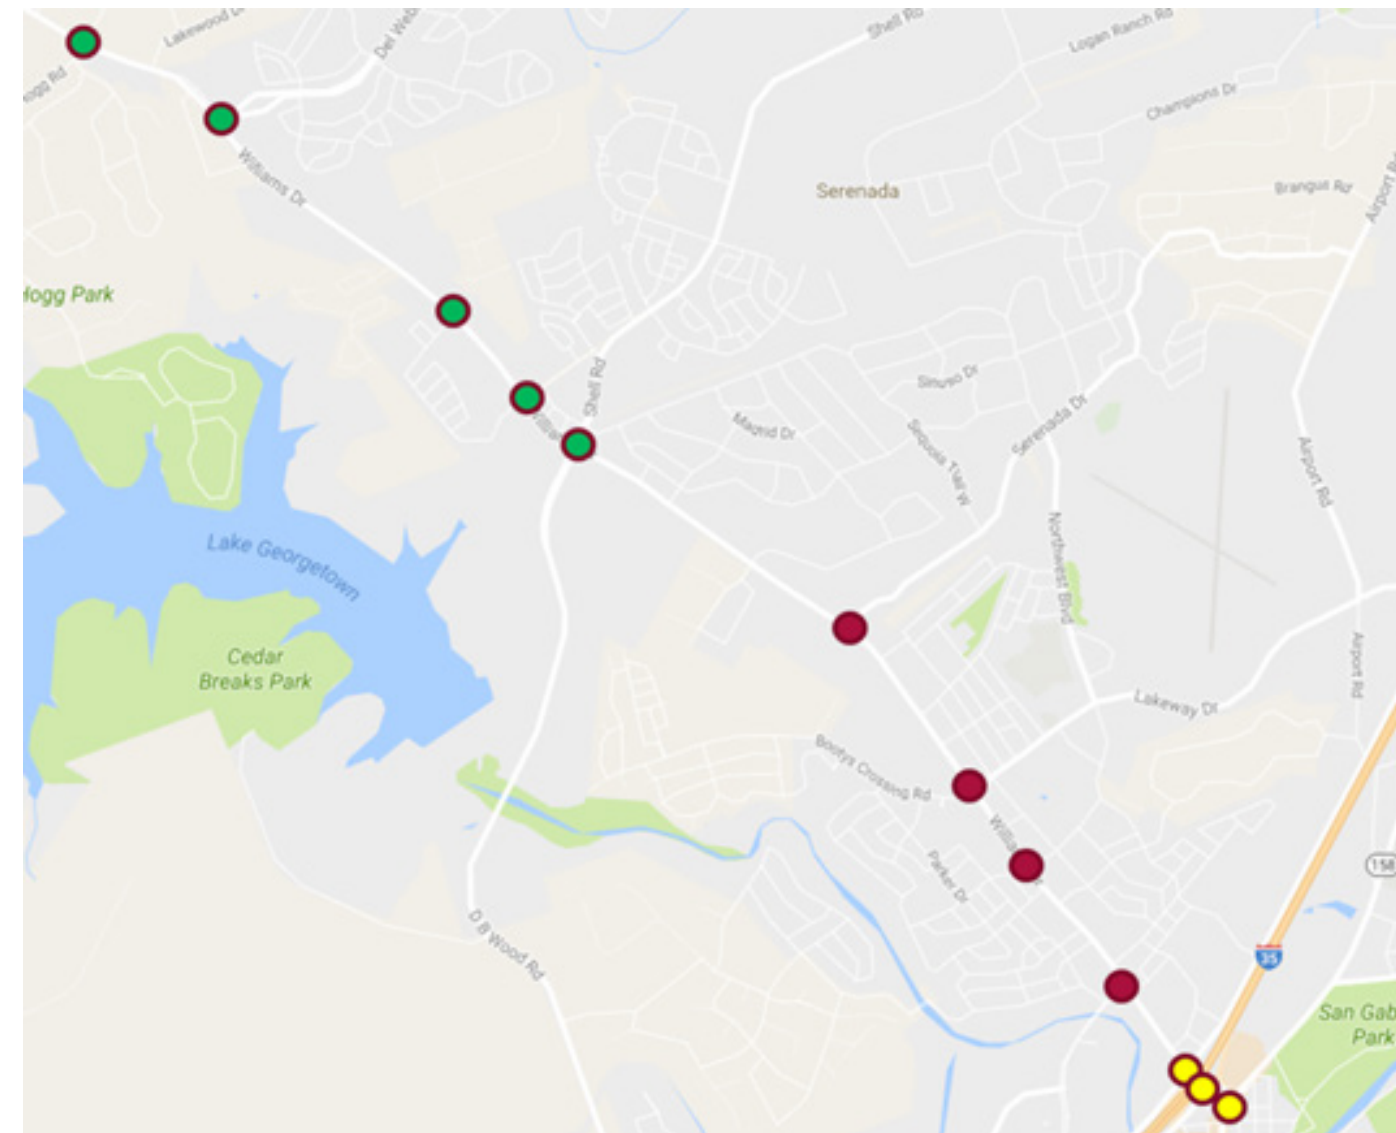 Lakewood Dr
Del Web
Shell Rd
Logan Ranch Rd
ogg Rd
Champions Dr
Williams Dr
Serenada
Brangus Rd
Airport Rd
Hogg Park
Shell Rd
Sinuso Dr
Madrid Dr
Serenada Dr
Sequoia Trail W
Airport Rd
Lake Georgetown
Northwest Blvd
Cedar
Breaks Park
Airport Rd
Lakeway Dr
Bootys Crossing Rd
Parker Dr
158
D B Wood Rd
35
San Gab
Park